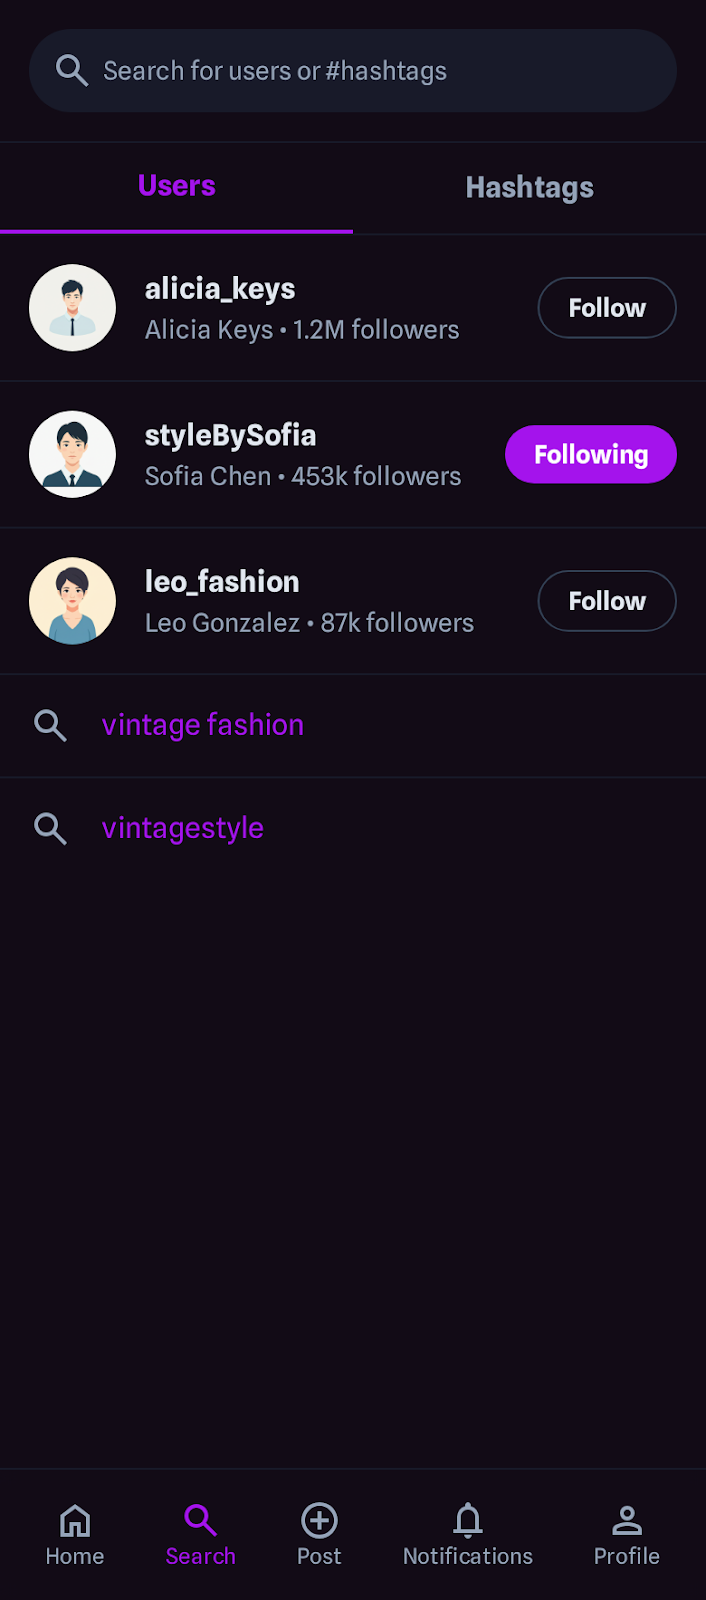 Search for users or #hashtags
Users
Hashtags
alicia_keys
Alicia Keys • 1.2M followers
Follow
styleBySofia
Sofia Chen • 453k followers
Following
leo_fashion
Leo Gonzalez • 87k followers
Follow
vintage fashion
vintagestyle
Home
Search
Post
Notifications
Profile